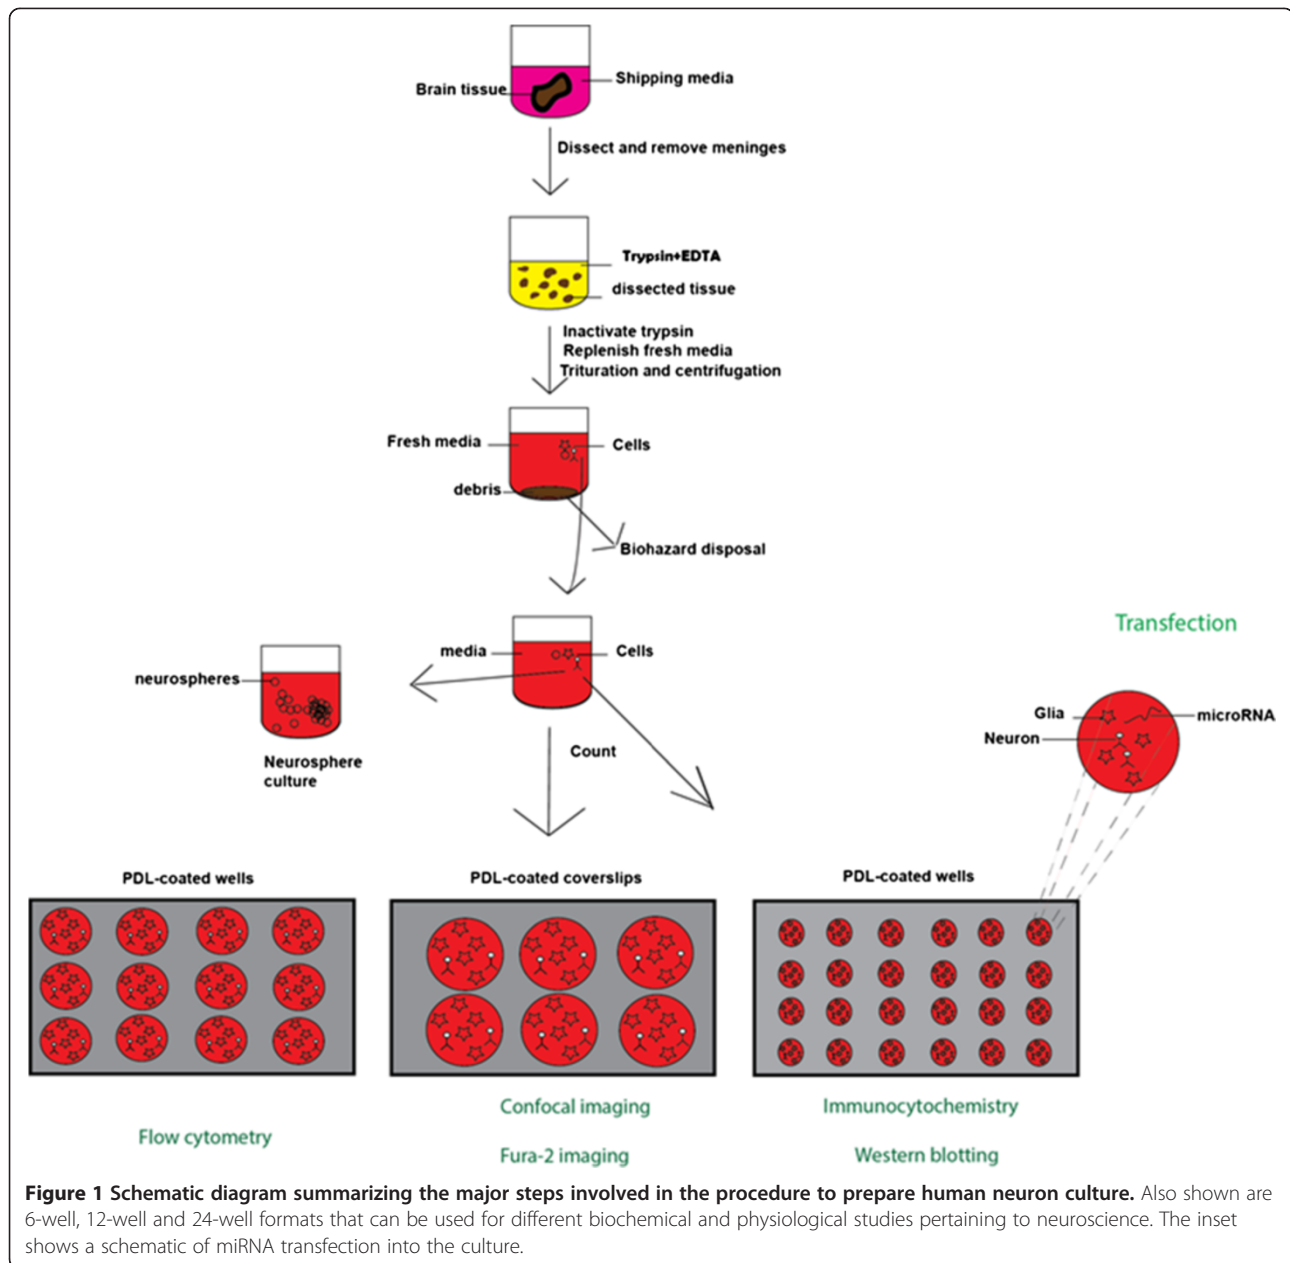 Brain tissue
Shipping media
Dissect and remove meninges
Trypsin+EDTA
dissected tissue
Inactivate trypsin
Replenish fresh media
Trituration and centrifugation
Fresh media
Cells
debris
Biohazard disposal
media
Cells
neurospheres
Neurosphere
culture
Count
Transfection
Glia
microRNA
Neuron
PDL-coated wells
PDL-coated coverslips
PDL-coated wells
Flow cytometry
Confocal imaging
Fura-2 imaging
Immunocytochemistry
Western blotting
Figure 1 Schematic diagram summarizing the major steps involved in the procedure to prepare human neuron culture. Also shown are
6-well, 12-well and 24-well formats that can be used for different biochemical and physiological studies pertaining to neuroscience. The inset
shows a schematic of miRNA transfection into the culture.